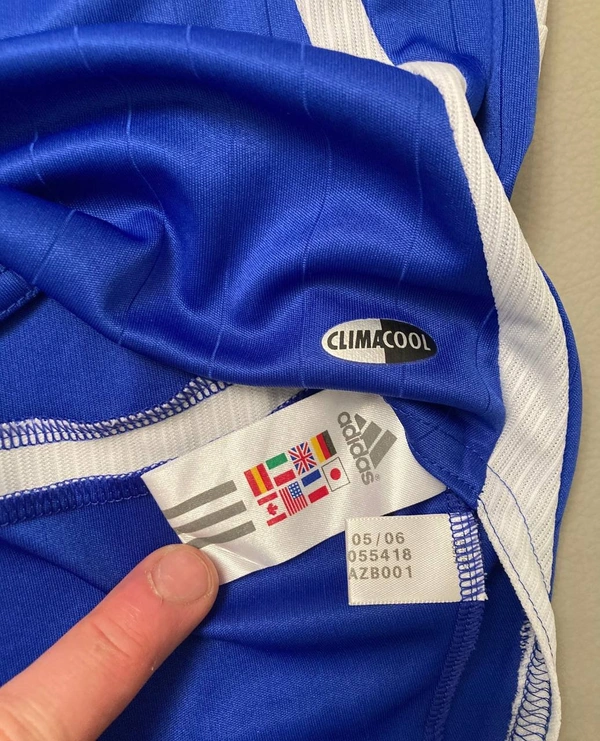 CLIMACOOL
adidas
05/06
055418
AZB001